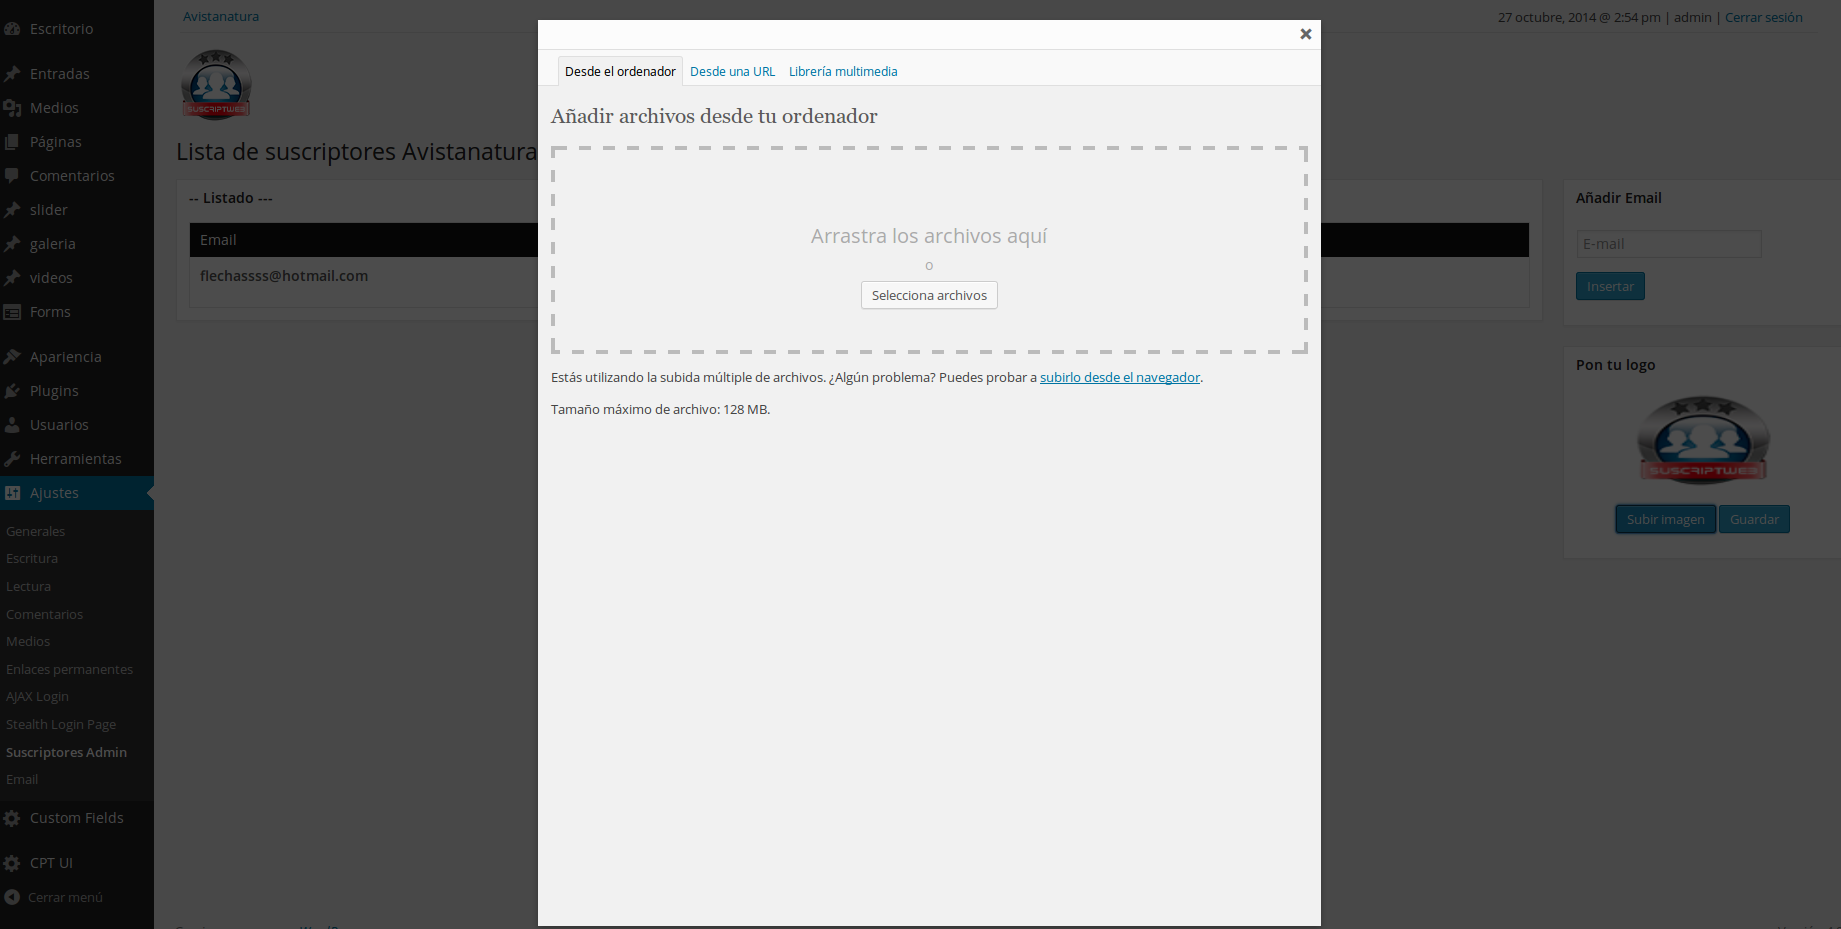 Escritorio
Entradas
Medios
Páginas
Comentarios
slider
galeria
videos
Forms
Apariencia
Plugins
Usuarios
Herramientas
Ajustes
Generales
Escritura
Lectura
Comentarios
Medios
Enlaces permanentes
AJAX Login
Stealth Login Page
Suscriptores Admin
Email
Custom Fields
CPT UI
Cerrar menú
Avistanatura
27 octubre, 2014 @ 2:54 pm | admin | Cerrar sesión
SUSCRIPTWEB
Lista de suscriptores Avistanatura
-- Listado ---
Email
flechassss@hotmail.com
Desde el ordenador Desde una URL Librería multimedia
Añadir archivos desde tu ordenador
Arrastra los archivos aquí
o
Selecciona archivos
Estás utilizando la subida múltiple de archivos. ¿Algún problema? Puedes probar a subirlo desde el navegador.
Tamaño máximo de archivo: 128 MB.
Añadir Email
E-mail
Insertar
Pon tu logo
SUSCRIPTWEB
Subir imagen Guardar